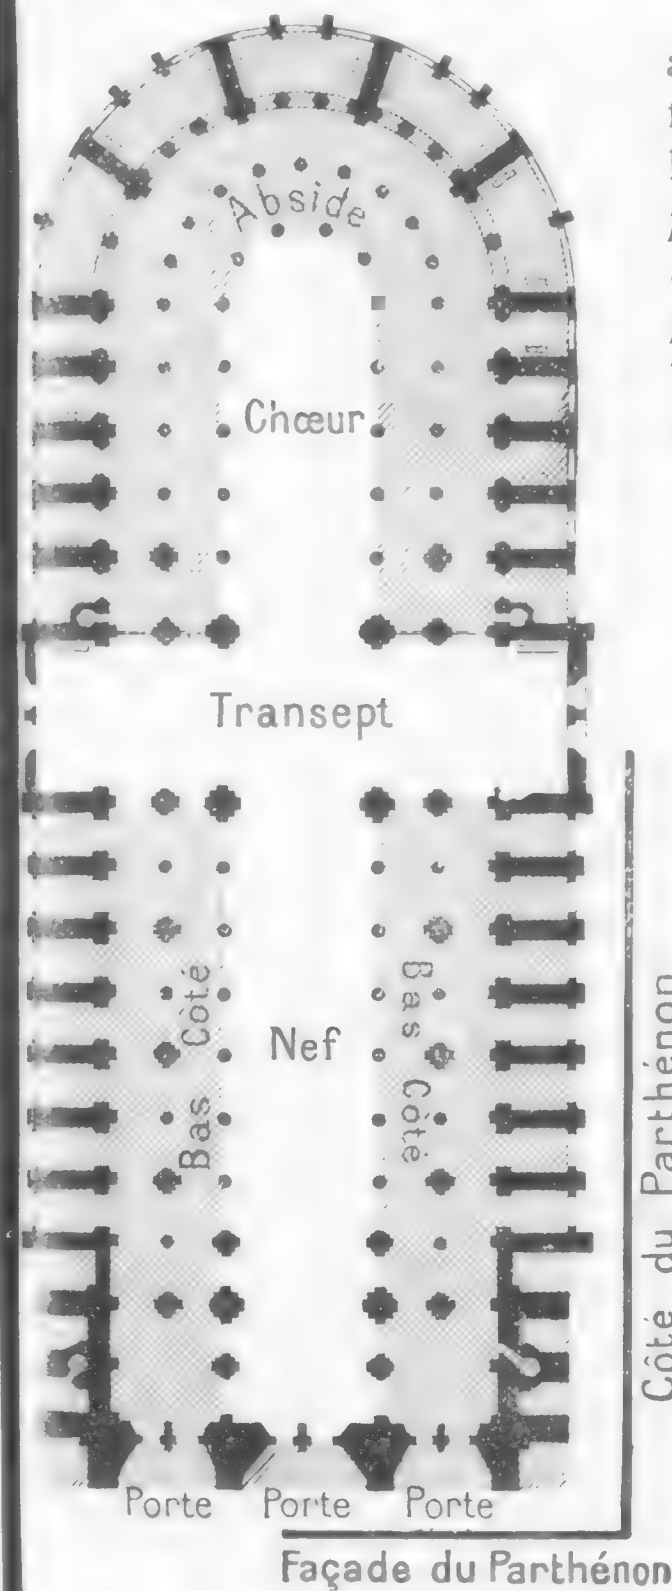 Abside
Chœur
Transept
Bas Côté
Nef
Bas Côté
Côté du Parthénon
Porte Porte Porte
Façade du Parthénon